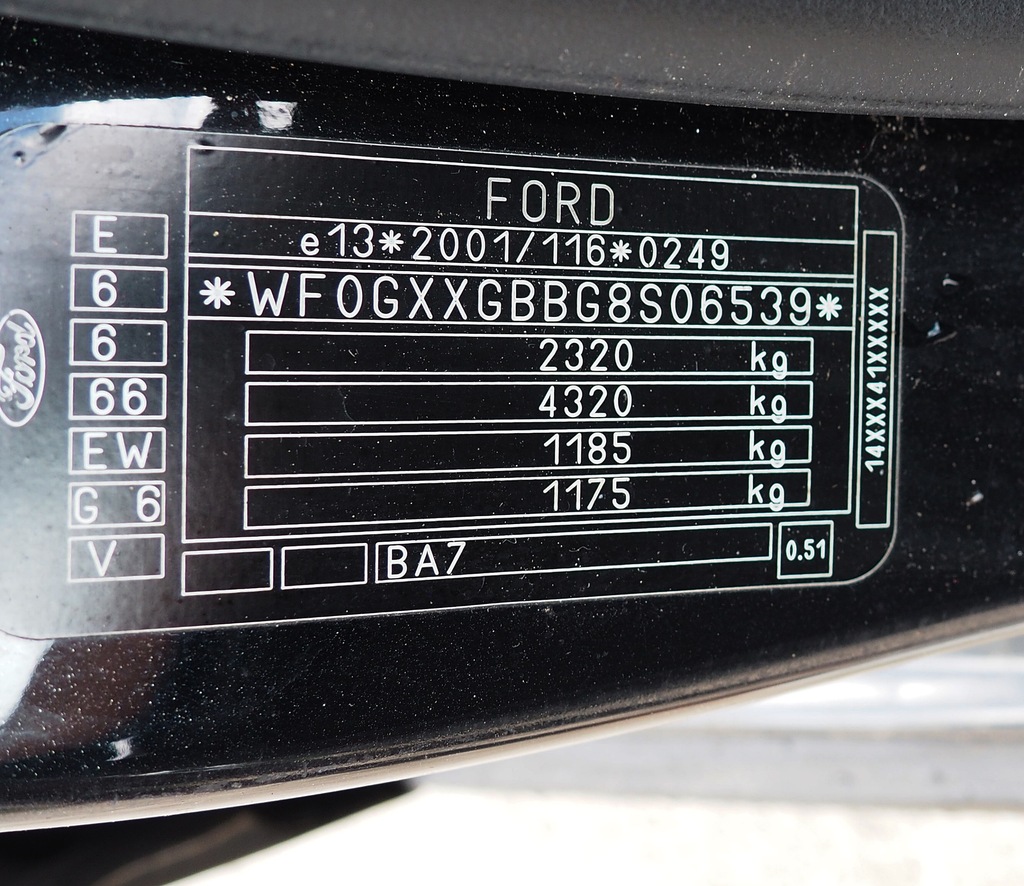 FORD
e13*2001/116*0249
*WF0GXXGBBG8S06539*
2320 kg
4320 kg
1185 kg
1175 kg
BA7
0.51
E
6
6
66
EW
G 6
V
Ford
14XXX41XXXXX